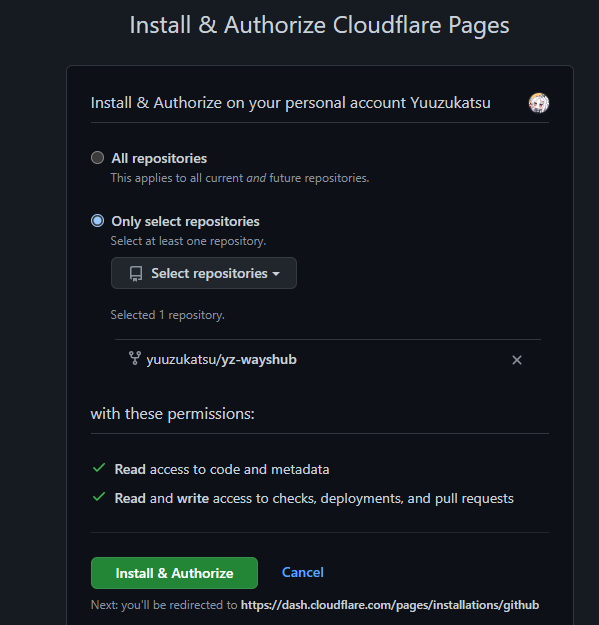 Install & Authorize Cloudflare Pages
Install & Authorize on your personal account Yuuzukatsu
All repositories
This applies to all current and future repositories.
Only select repositories
Select at least one repository.
Select repositories
Selected 1 repository.
yuuzukatsu/yz-wayshub
with these permissions:
Read access to code and metadata
Read and write access to checks, deployments, and pull requests
Install & Authorize Cancel
Next: you'll be redirected to https://dash.cloudflare.com/pages/installations/github